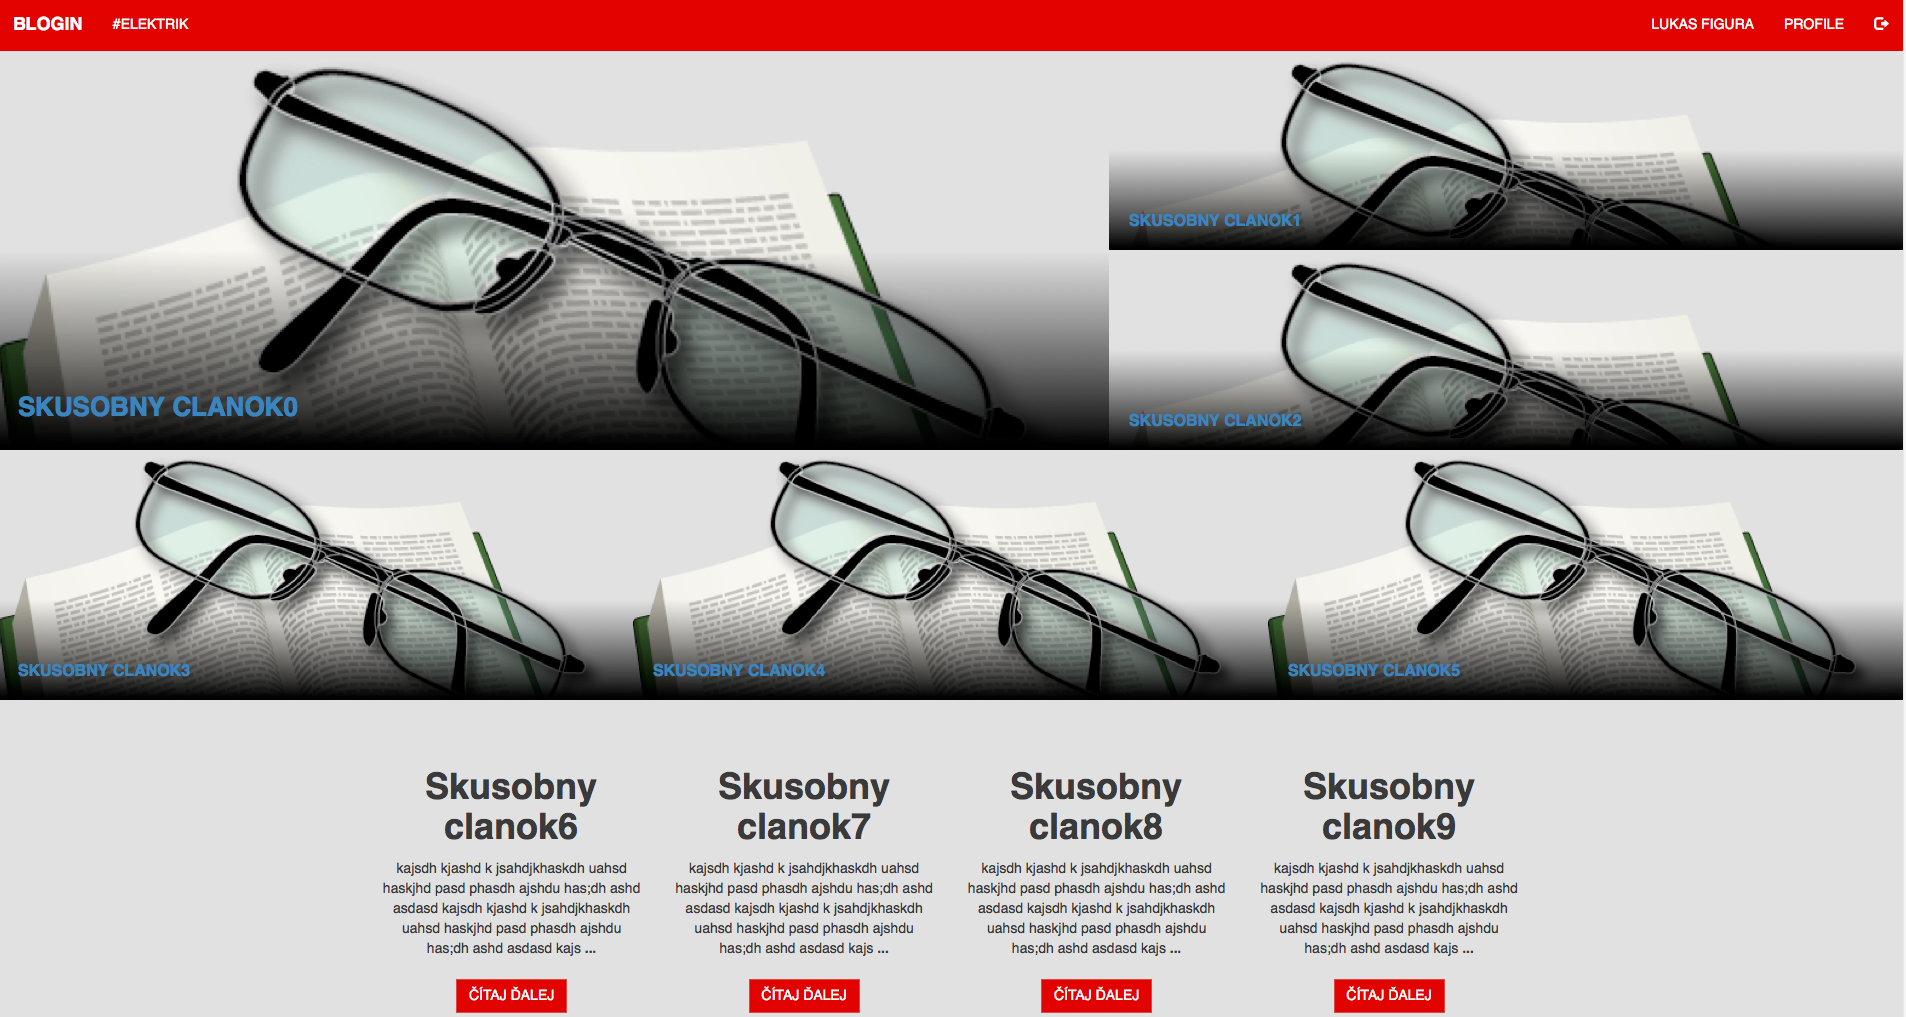 BLOGIN #ELEKTRIK LUKAS FIGURA PROFILE
SKUSOBNY CLANOK0
SKUSOBNY CLANOK1
SKUSOBNY CLANOK2
SKUSOBNY CLANOK3
SKUSOBNY CLANOK4
SKUSOBNY CLANOK5
Skusobny
clanok6
kajsdh kjashd k jsahdjkhaskdh uahsd
haskjhd pasd phasdh ajshdu has;dh ashd
asdasd kajsdh kjashd k jsahdjkhaskdh
uahsd haskjhd pasd phasdh ajshdu
has;dh ashd asdasd kajs ...
ČÍTAJ ĎALEJ
Skusobny
clanok7
kajsdh kjashd k jsahdjkhaskdh uahsd
haskjhd pasd phasdh ajshdu has;dh ashd
asdasd kajsdh kjashd k jsahdjkhaskdh
uahsd haskjhd pasd phasdh ajshdu
has;dh ashd asdasd kajs ...
ČÍTAJ ĎALEJ
Skusobny
clanok8
kajsdh kjashd k jsahdjkhaskdh uahsd
haskjhd pasd phasdh ajshdu has;dh ashd
asdasd kajsdh kjashd k jsahdjkhaskdh
uahsd haskjhd pasd phasdh ajshdu
has;dh ashd asdasd kajs ...
ČÍTAJ ĎALEJ
Skusobny
clanok9
kajsdh kjashd k jsahdjkhaskdh uahsd
haskjhd pasd phasdh ajshdu has;dh ashd
asdasd kajsdh kjashd k jsahdjkhaskdh
uahsd haskjhd pasd phasdh ajshdu
has;dh ashd asdasd kajs ...
ČÍTAJ ĎALEJ